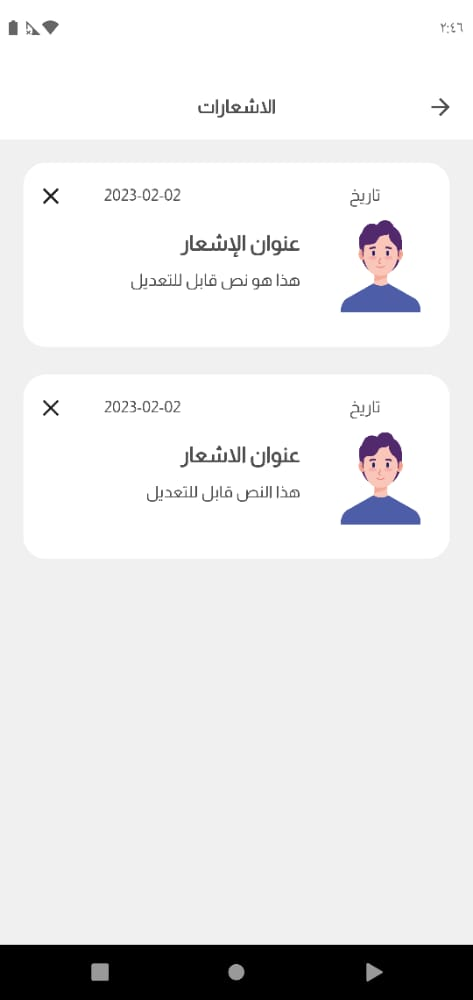 ٢:٤٦
الاشعارات
تاريخ 2023-02-02
عنوان الإشعار
هذا هو نص قابل للتعديل
تاريخ 2023-02-02
عنوان الاشعار
هذا النص قابل للتعديل